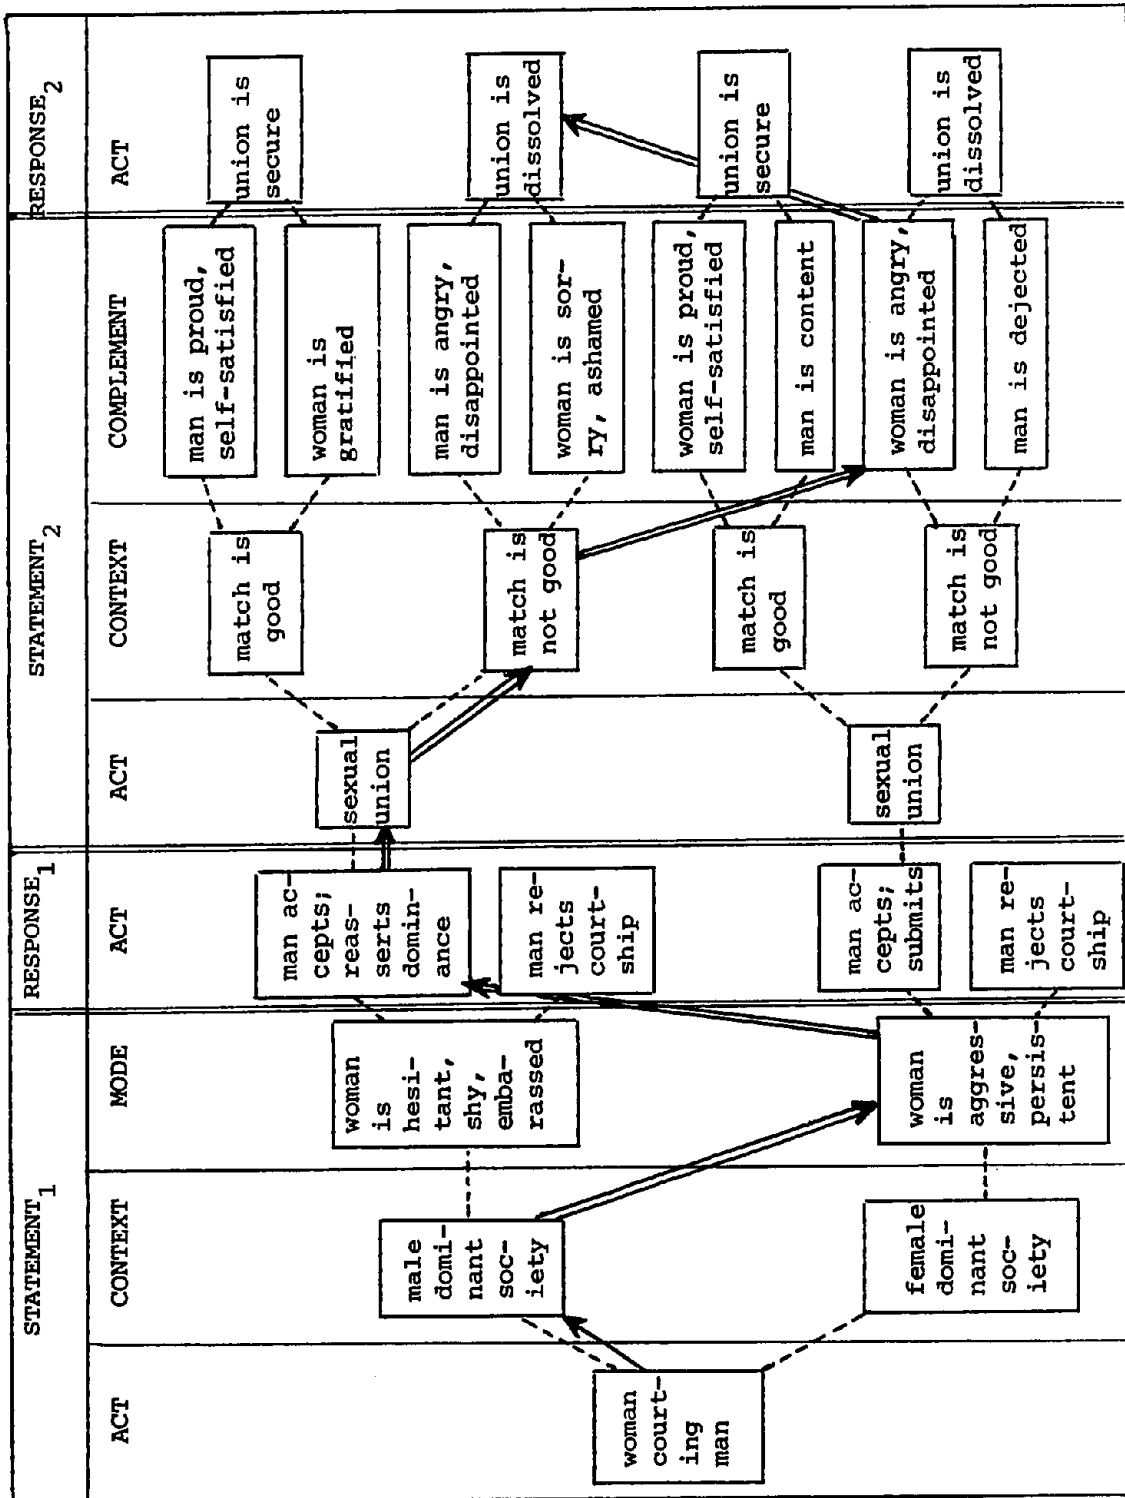 STATEMENT₁
RESPONSE₁
STATEMENT₂
RESPONSE₂
ACT
CONTEXT
MODE
ACT
ACT
CONTEXT
COMPLEMENT
ACT
woman
court-
ing
man
male
domi-
nant
soc-
iety
female
domi-
nant
soc-
iety
woman
is
hesi-
tant,
shy,
emba-
rassed
woman
is
aggres-
sive,
persis-
tent
man ac-
cepts;
reas-
serts
domin-
ance
man re-
jects
court-
ship
man ac-
cepts;
submits
man re-
jects
court-
ship
sexual
union
sexual
union
match is
good
match is
not good
match is
good
match is
not good
man is proud,
self-satisfied
woman is
gratified
man is angry,
disappointed
woman is sor-
ry, ashamed
woman is proud,
self-satisfied
man is content
woman is angry,
disappointed
man is dejected
union is
secure
union is
dissolved
union is
secure
union is
dissolved